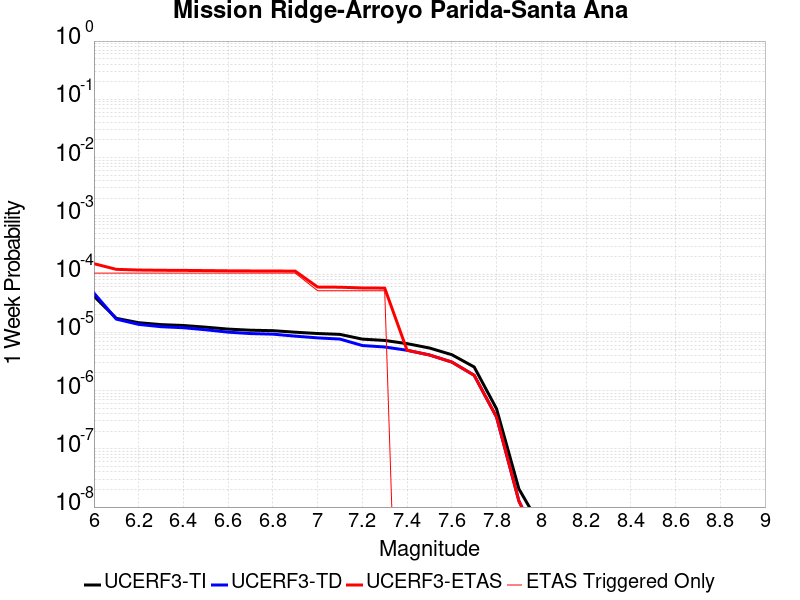 Mission Ridge-Arroyo Parida-Santa Ana
10^0
10^-1
10^-2
10^-3
10^-4
10^-5
10^-6
10^-7
10^-8
1 Week Probability
6 6.2 6.4 6.6 6.8 7 7.2 7.4 7.6 7.8 8 8.2 8.4 8.6 8.8 9
Magnitude
UCERF3-TI UCERF3-TD UCERF3-ETAS ETAS Triggered Only